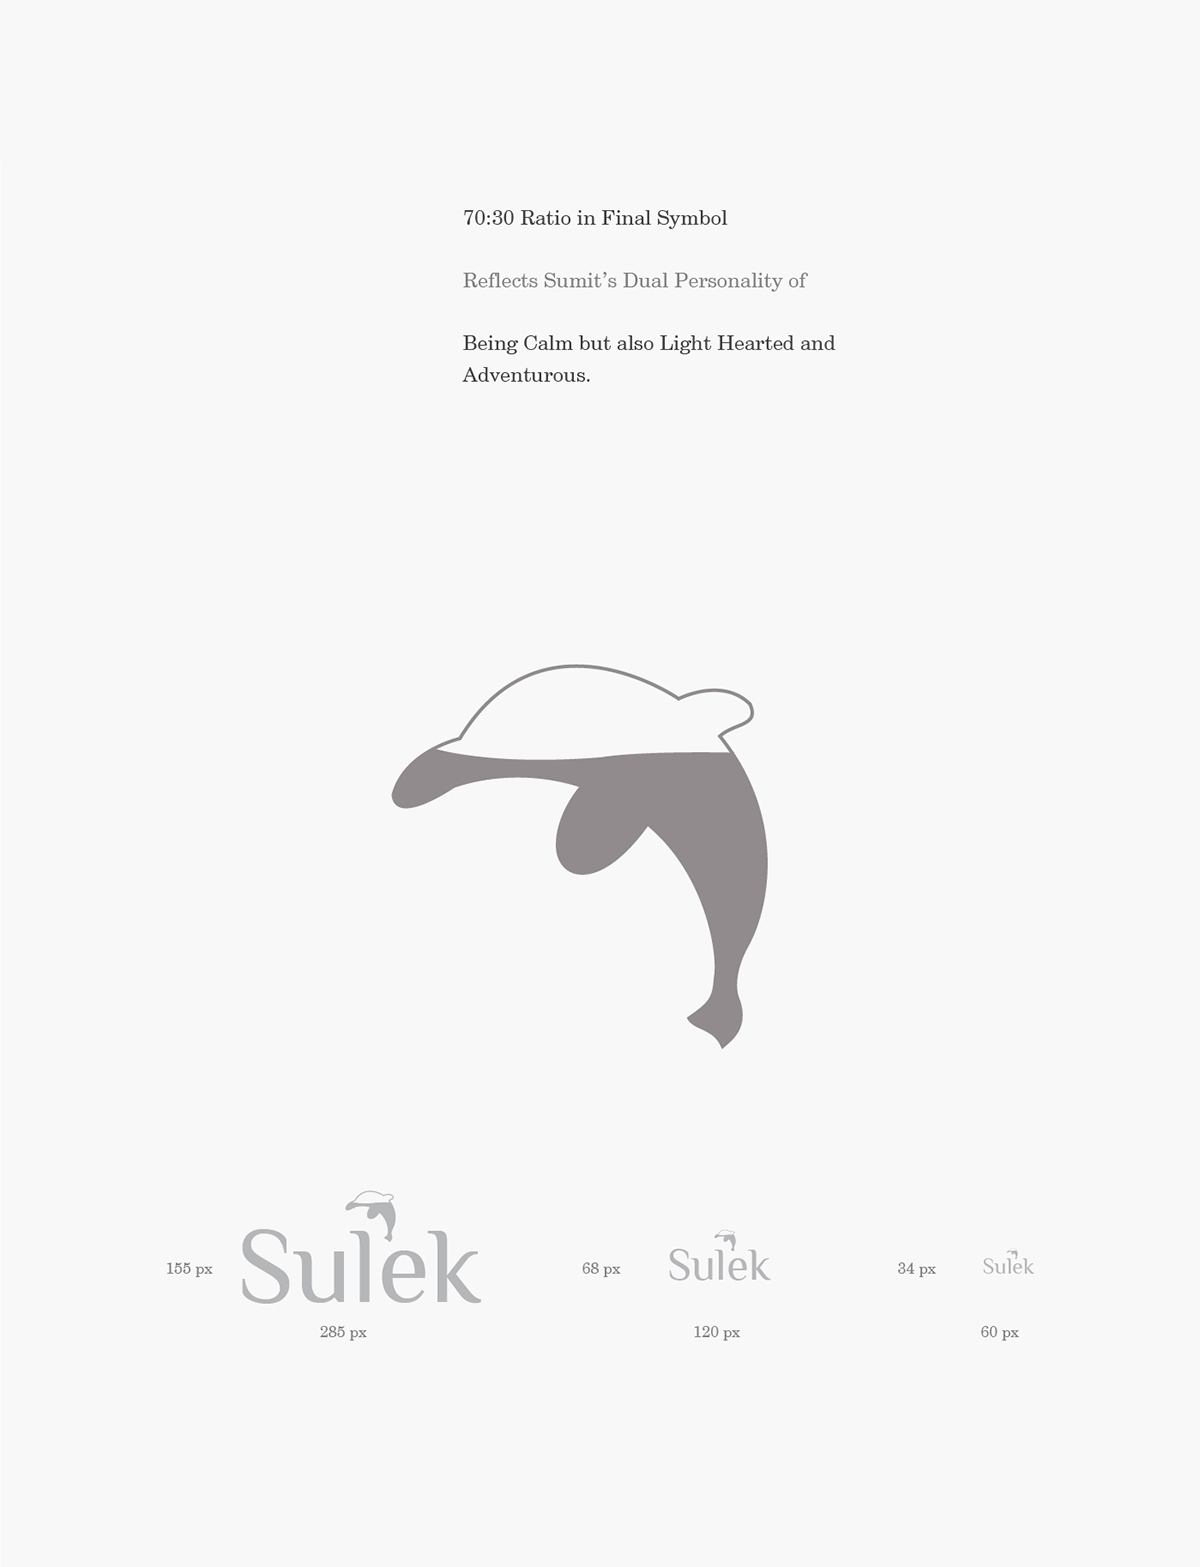 70:30 Ratio in Final Symbol
Reflects Sumit’s Dual Personality of
Being Calm but also Light Hearted and
Adventurous.
155 px
Sulek
285 px
68 px
Sulek
120 px
34 px
Sulek
60 px